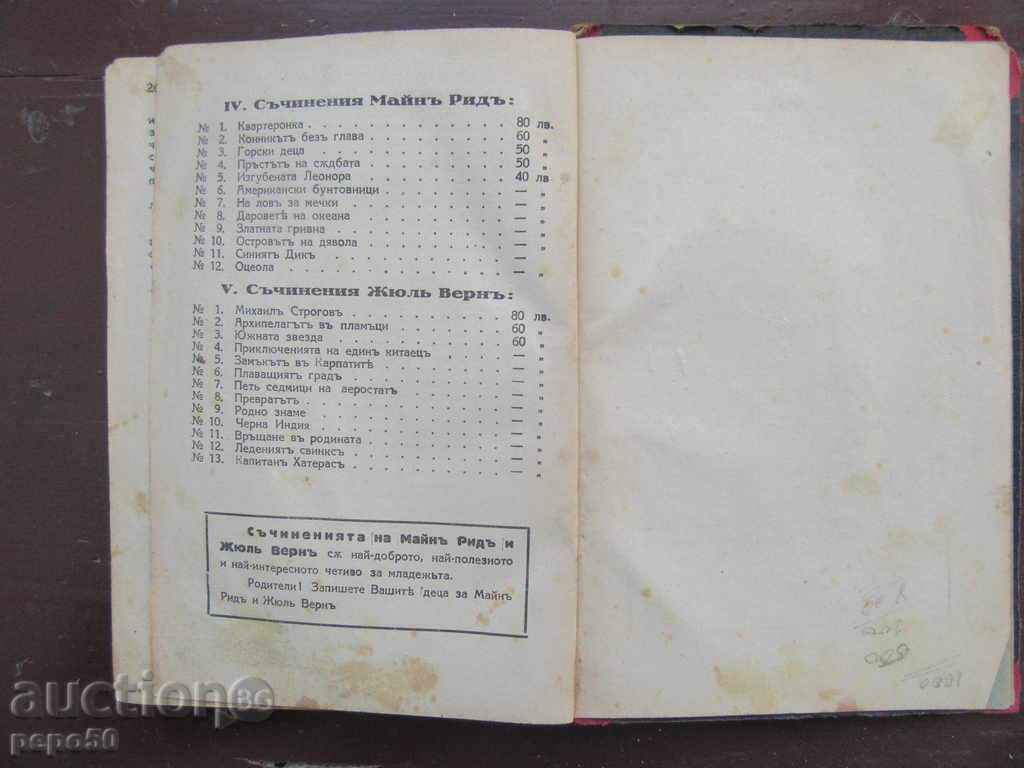 IV. Съчинения Майнъ Ридъ:
№ 1. Квартеронка . . . . . . . . . . . . 80 лв.
№ 2. Конникътъ безъ глава . . . . . . . . . 60 „
№ 3. Горски деца . . . . . . . . . . . . 50 „
№ 4. Пръстътъ на сѫдбата . . . . . . . . . 50 „
№ 5. Изгубената Леонора . . . . . . . . . 40 лв
№ 6. Американски бунтовници . . . . . . . . — „
№ 7. На ловъ за мечки . . . . . . . . . . — „
№ 8. Дароветѣ на океана . . . . . . . . . — „
№ 9. Златната гривна . . . . . . . . . . — „
№ 10. Островътъ на дявола . . . . . . . . . — „
№ 11. Синиятъ Дикъ . . . . . . . . . . . — „
№ 12. Оцеола . . . . . . . . . . . . . — „
V. Съчинения Жюль Вернъ:
№ 1. Михаилъ Строговъ . . . . . . . . . . 80 лв.
№ 2. Архипелагътъ въ пламъци . . . . . . . . 60 „
№ 3. Южната звезда . . . . . . . . . . . 60 „
№ 4. Приключенията на единъ китаецъ . . . . . — „
№ 5. Замъкътъ въ Карпатитѣ . . . . . . . . — „
№ 6. Плаващиятъ градъ . . . . . . . . . . — „
№ 7. Петь седмици на аеростатъ . . . . . . . — „
№ 8. Превратътъ . . . . . . . . . . . . — „
№ 9. Родно знаме . . . . . . . . . . . . — „
№ 10. Черна Индия . . . . . . . . . . . . — „
№ 11. Връщане въ родината . . . . . . . . . — „
№ 12. Ледениятъ свинксъ . . . . . . . . . . — „
№ 13. Капитанъ Хатерасъ . . . . . . . . . . — „
Съчиненията на Майнъ Ридъ и
Жюль Вернъ сѫ най-доброто, най-полезното
и най-интересното четиво за младежьта.
Родители! Запишете Вашитѣ деца за Майнъ
Ридъ и Жюль Вернъ
auction.bg
pepo50